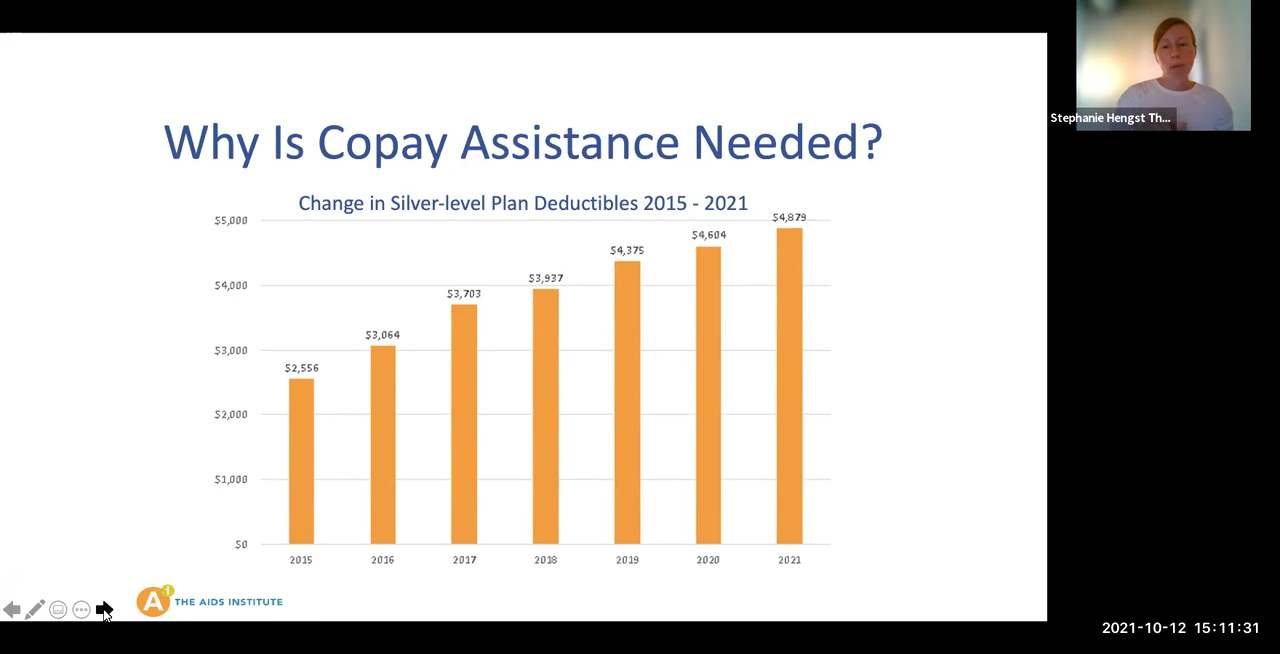 Why Is Copay Assistance Needed?
Change in Silver-level Plan Deductibles 2015 - 2021
$5,000
$4,000
$3,000
$2,000
$1,000
$0
$2,556
$3,064
$3,703
$3,937
$4,375
$4,604
$4,879
2015 2016 2017 2018 2019 2020 2021
A i THE AIDS INSTITUTE
Stephanie Hengst Th...
2021-10-12 15:11:31